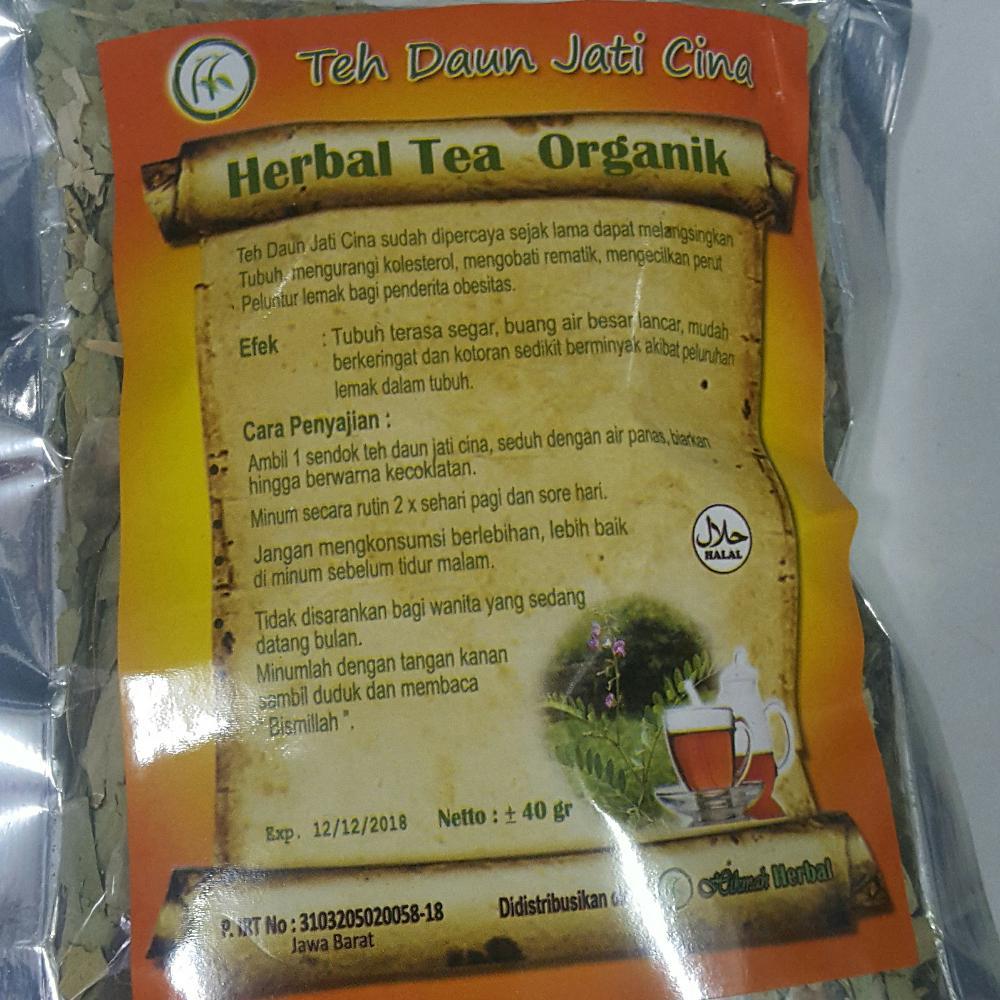 Teh Daun Jati Cina
Herbal Tea Organik
Teh Daun Jati Cina sudah dipercaya sejak lama dapat melangsingkan
Tubuh, mengurangi kolesterol, mengobati rematik, mengecilkan perut
Peluntur lemak bagi penderita obesitas.
Efek : Tubuh terasa segar, buang air besar lancar, mudah
berkeringat dan kotoran sedikit berminyak akibat peluruhan
lemak dalam tubuh.
Cara Penyajian :
Ambil 1 sendok teh daun jati cina, seduh dengan air panas, biarkan
hingga berwarna kecoklatan.
Minum secara rutin 2 x sehari pagi dan sore hari.
Jangan mengkonsumsi berlebihan, lebih baik
di minum sebelum tidur malam.
حلال
HALAL
Tidak disarankan bagi wanita yang sedang
datang bulan.
Minumlah dengan tangan kanan
sambil duduk dan membaca
" Bismillah ".
Exp. 12/12/2018 Netto : ± 40 gr
P. IRT No : 3103205020058-18
Jawa Barat
Didistribusikan
Hikmah Herbal